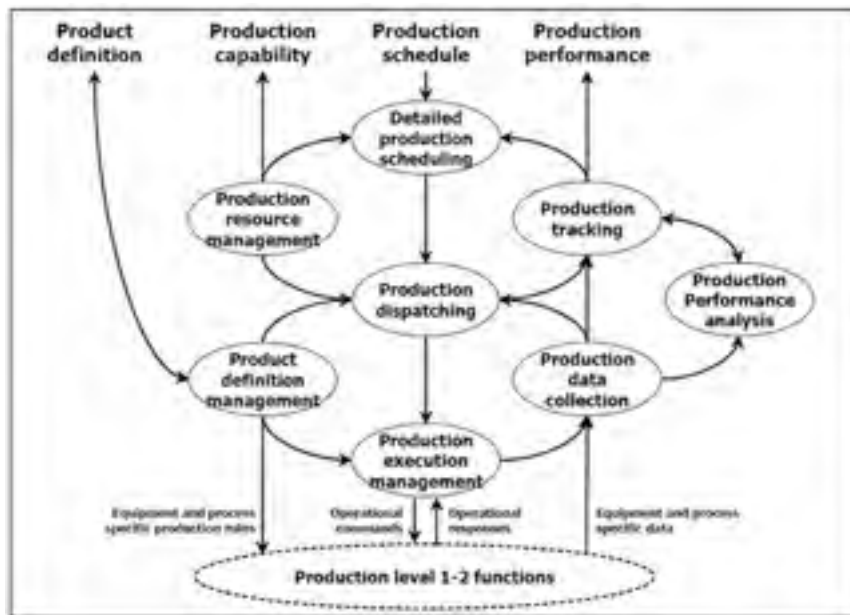 Product
definition
Production
capability
Production
schedule
Production
performance
Detailed
production
scheduling
Production
resource
management
Production
tracking
Production
dispatching
Production
Performance
analysis
Product
definition
management
Production
data
collection
Production
execution
management
Equipment and process
specific production rules
Operational
commands
Operational
responses
Equipment and process
specific data
Production level 1-2 functions